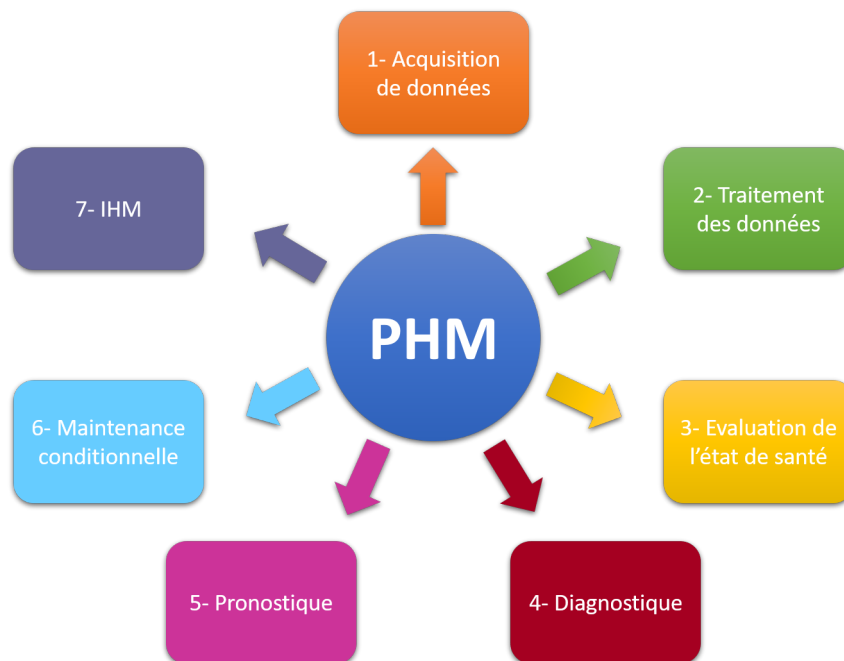 1- Acquisition
de données
2- Traitement
des données
3- Evaluation de
l'état de santé
4- Diagnostique
5- Pronostique
6- Maintenance
conditionnelle
7- IHM
PHM